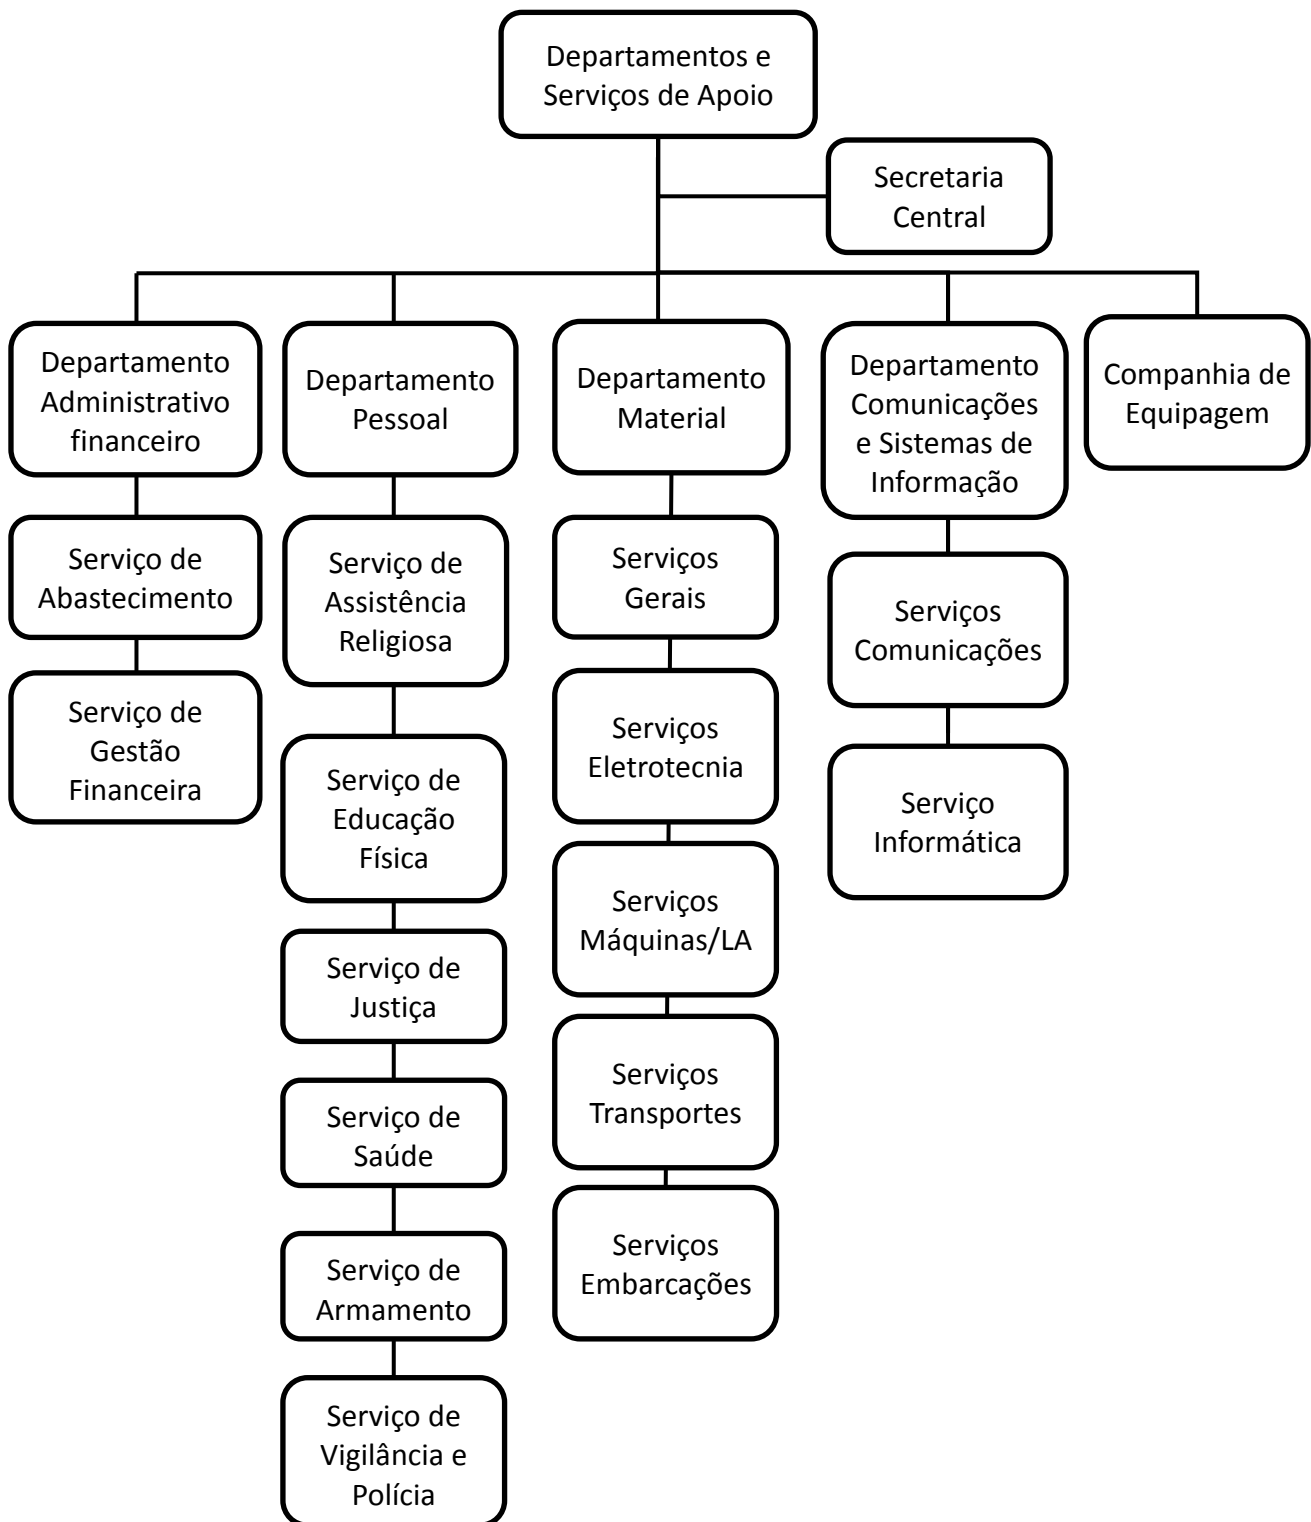 Departamentos e
Serviços de Apoio
Secretaria
Central
Departamento
Administrativo
financeiro
Departamento
Pessoal
Departamento
Material
Departamento
Comunicações
e Sistemas de
Informação
Companhia de
Equipagem
Serviço de
Abastecimento
Serviço de
Gestão
Financeira
Serviço de
Assistência
Religiosa
Serviço de
Educação
Física
Serviço de
Justiça
Serviço de
Saúde
Serviço de
Armamento
Serviço de
Vigilância e
Polícia
Serviços
Gerais
Serviços
Eletrotecnia
Serviços
Máquinas/LA
Serviços
Transportes
Serviços
Embarcações
Serviços
Comunicações
Serviço
Informática